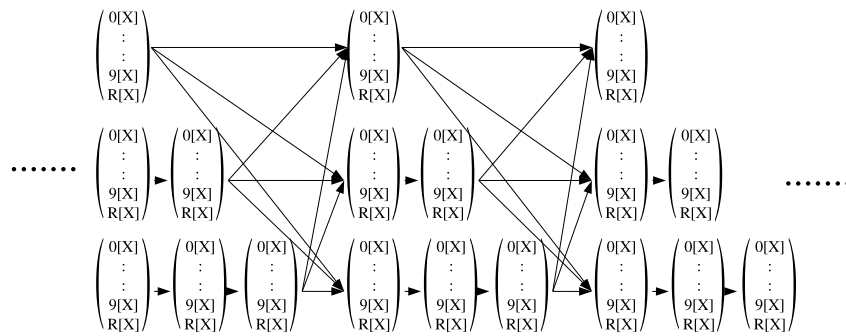 0[X] 0[X] 0[X]
: : :
: : :
9[X] 9[X] 9[X]
R[X] R[X] R[X]
0[X] 0[X] 0[X] 0[X] 0[X] 0[X]
: : : : : :
: : : : : :
9[X] 9[X] 9[X] 9[X] 9[X] 9[X]
R[X] R[X] R[X] R[X] R[X] R[X]
0[X] 0[X] 0[X] 0[X] 0[X] 0[X] 0[X] 0[X] 0[X]
: : : : : : : : :
: : : : : : : : :
9[X] 9[X] 9[X] 9[X] 9[X] 9[X] 9[X] 9[X] 9[X]
R[X] R[X] R[X] R[X] R[X] R[X] R[X] R[X] R[X]